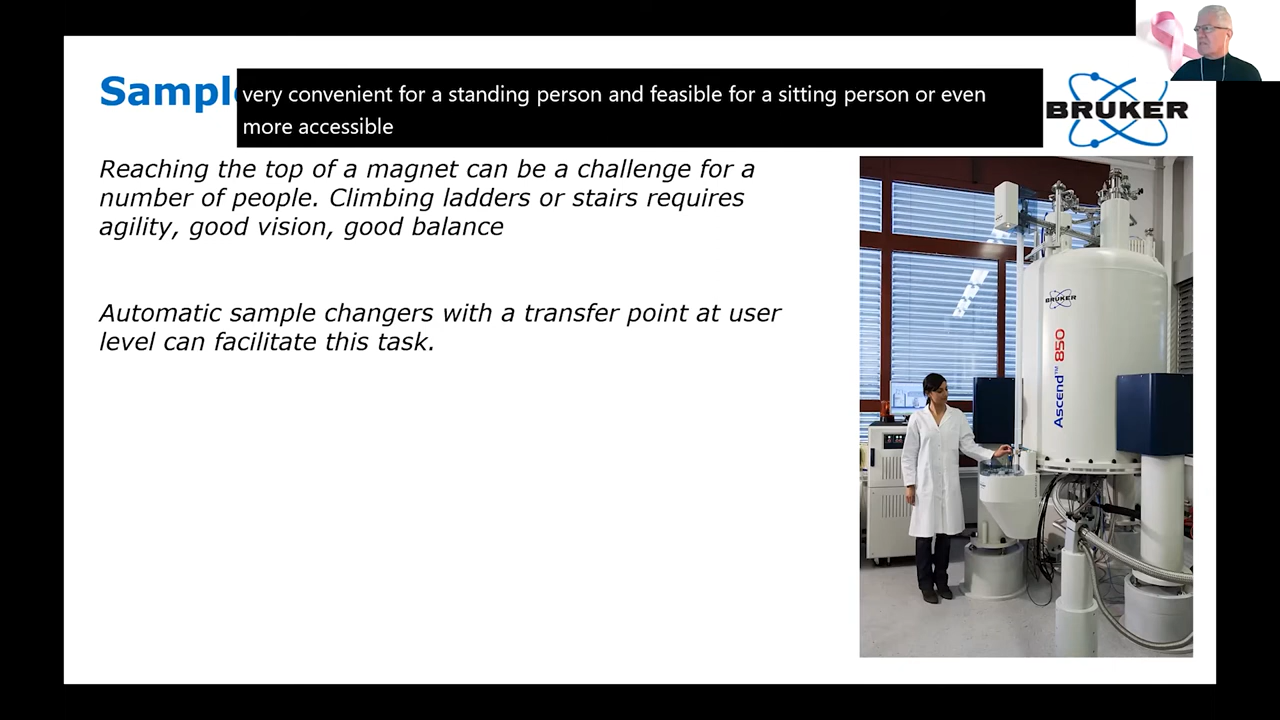 Sampl
very convenient for a standing person and feasible for a sitting person or even
more accessible
BRUKER
Reaching the top of a magnet can be a challenge for a
number of people. Climbing ladders or stairs requires
agility, good vision, good balance
Automatic sample changers with a transfer point at user
level can facilitate this task.
BRUKER
Ascend™ 850